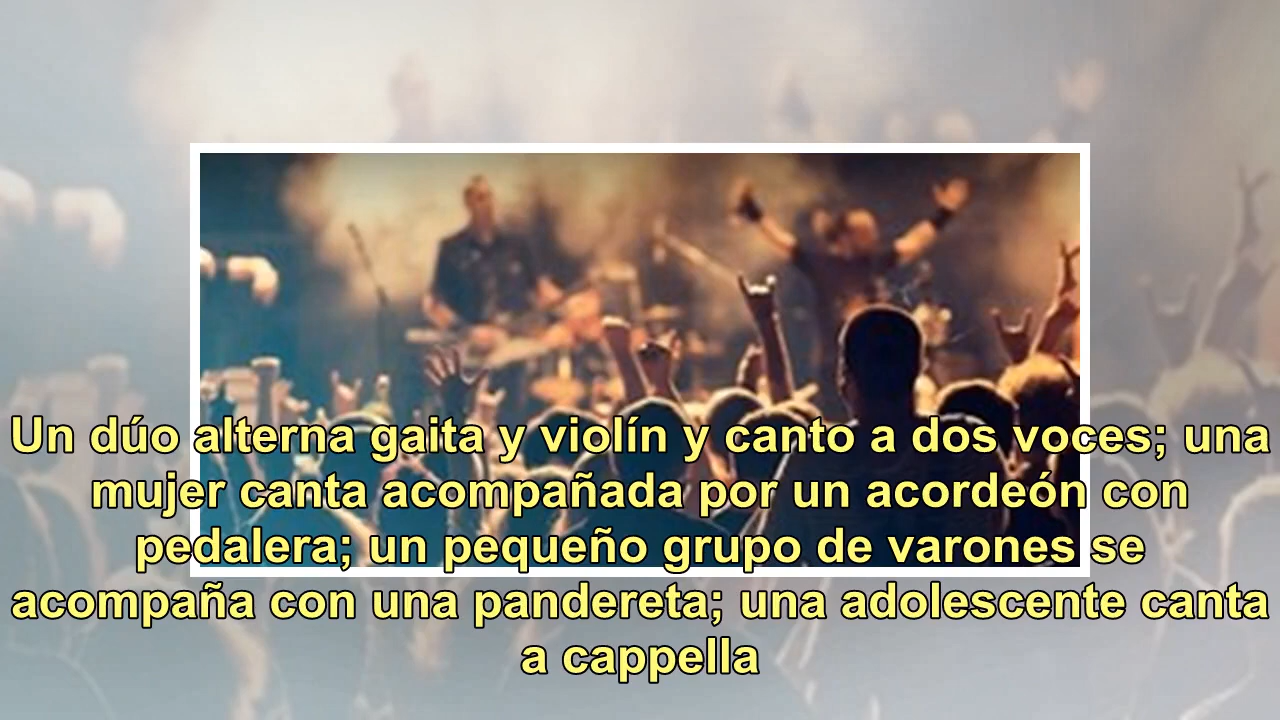 Un dúo alterna gaita y violín y canto a dos voces; una
mujer canta acompañada por un acordeón con
pedalera; un pequeño grupo de varones se
acompaña con una pandereta; una adolescente canta
a cappella